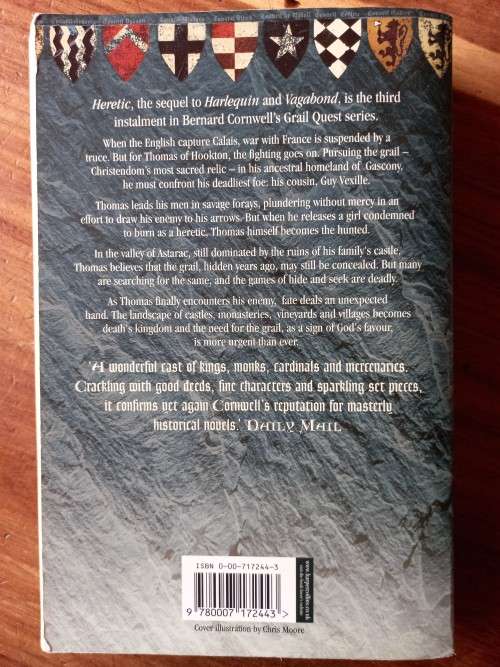 Heretic, the sequel to Harlequin and Vagabond, is the third
instalment in Bernard Cornwell's Grail Quest series.
When the English capture Calais, war with France is suspended by a
truce. But for Thomas of Hookton, the fighting goes on. Pursuing the grail –
Christendom's most sacred relic – in his ancestral homeland of Gascony,
he must confront his deadliest foe: his cousin, Guy Vexille.
Thomas leads his men in savage forays, plundering without mercy in an
effort to draw his enemy to his arrows. But when he releases a girl condemned
to burn as a heretic, Thomas himself becomes the hunted.
In the valley of Astarac, still dominated by the ruins of his family's castle,
Thomas believes that the grail, hidden years ago, may still be concealed. But many
are searching for the same, and the games of hide and seek are deadly.
As Thomas finally encounters his enemy, fate deals an unexpected
hand. The landscape of castles, monasteries, vineyards and villages becomes
death's kingdom and the need for the grail, as a sign of God's favour,
is more urgent than ever.
'A wonderful cast of kings, monks, cardinals and mercenaries.
Cracking with good deeds, fine characters and sparkling set pieces,
it confirms yet again Cornwell's reputation for masterly
historical novels.' DAILY MAIL
ISBN 0-00-717244-3
9 780007 172443 >
www.harpercollins.co.uk
Cover illustration by Chris Moore